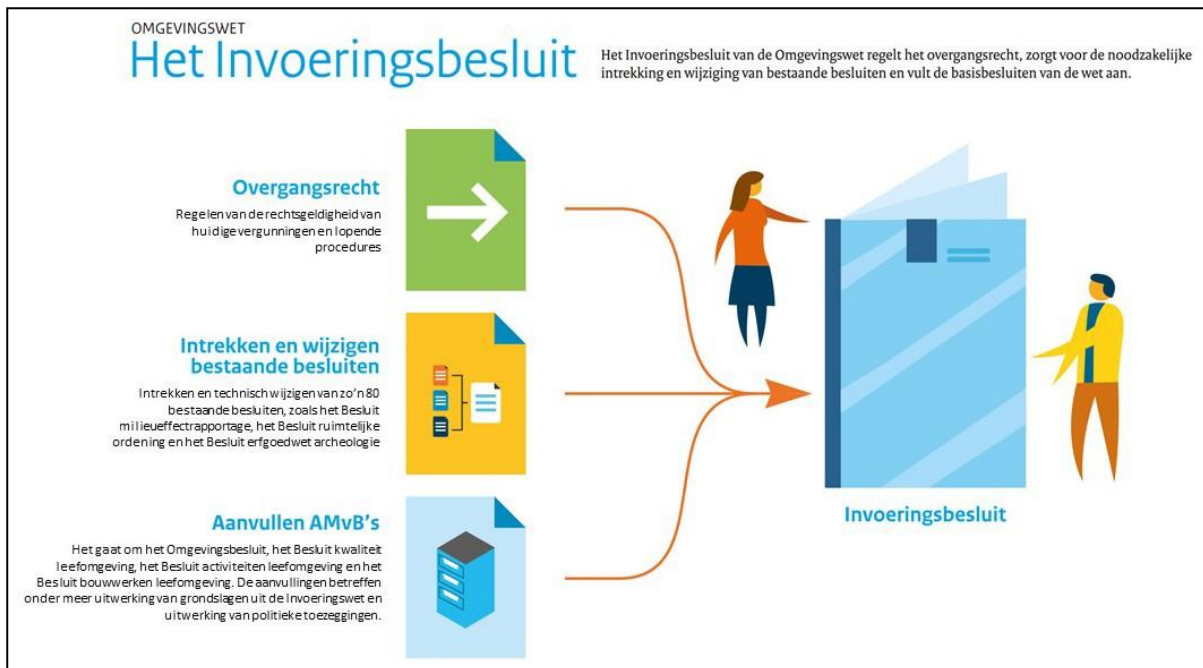 OMGEVINGSWET
Het Invoeringsbesluit
Het Invoeringsbesluit van de Omgevingswet regelt het overgangsrecht, zorgt voor de noodzakelijke
intrekking en wijziging van bestaande besluiten en vult de basisbesluiten van de wet aan.
Overgangsrecht
Regelen van de rechtsgeldigheid van
huidige vergunningen en lopende
procedures
Intrekken en wijzigen
bestaande besluiten
Intrekken en technisch wijzigen van zo'n 80
bestaande besluiten, zoals het Besluit
milieueffectrapportage, het Besluit ruimtelijke
ordening en het Besluit erfgoedwet archeologie
Aanvullen AMvB's
Het gaat om het Omgevingsbesluit, het Besluit kwaliteit
leefomgeving, het Besluit activiteiten leefomgeving en het
Besluit bouwwerken leefomgeving. De aanvullingen betreffen
onder meer uitwerking van grondslagen uit de Invoeringswet en
uitwerking van politieke toezeggingen.
Invoeringsbesluit